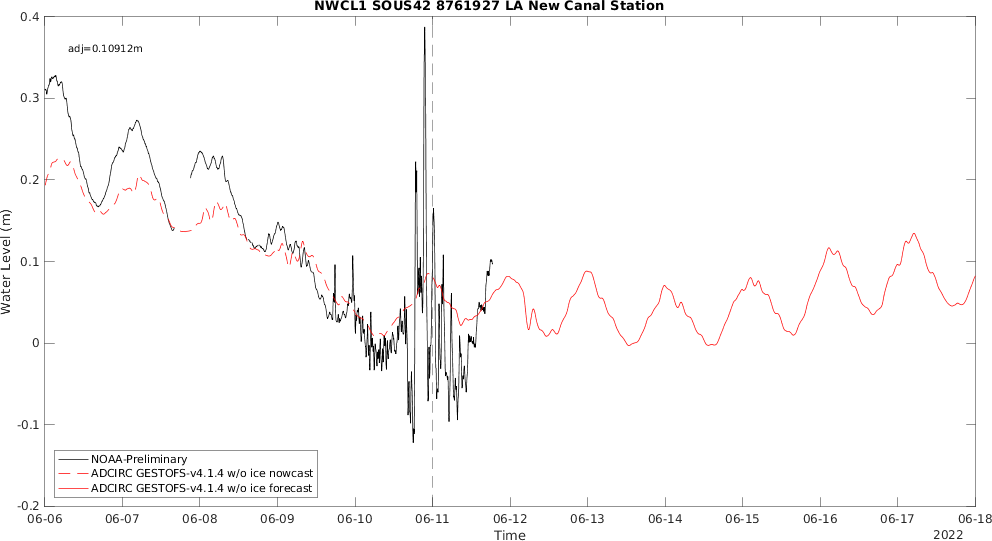 NWCL1 SOUS42 8761927 LA New Canal Station
adj=0.10912m
0.4
0.3
0.2
0.1
0
-0.1
-0.2
Water Level (m)
NOAA-Preliminary
ADCIRC GESTOFS-v4.1.4 w/o ice nowcast
ADCIRC GESTOFS-v4.1.4 w/o ice forecast
06-06 06-07 06-08 06-09 06-10 06-11 06-12 06-13 06-14 06-15 06-16 06-17 06-18
Time
2022